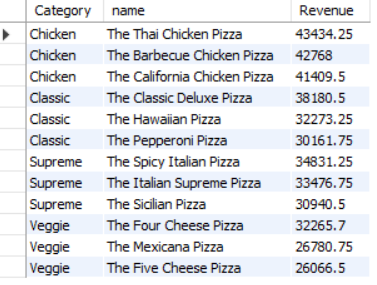 Category name Revenue
Chicken The Thai Chicken Pizza 43434.25
Chicken The Barbecue Chicken Pizza 42768
Chicken The California Chicken Pizza 41409.5
Classic The Classic Deluxe Pizza 38180.5
Classic The Hawaiian Pizza 32273.25
Classic The Pepperoni Pizza 30161.75
Supreme The Spicy Italian Pizza 34831.25
Supreme The Italian Supreme Pizza 33476.75
Supreme The Sicilian Pizza 30940.5
Veggie The Four Cheese Pizza 32265.7
Veggie The Mexicana Pizza 26780.75
Veggie The Five Cheese Pizza 26066.5